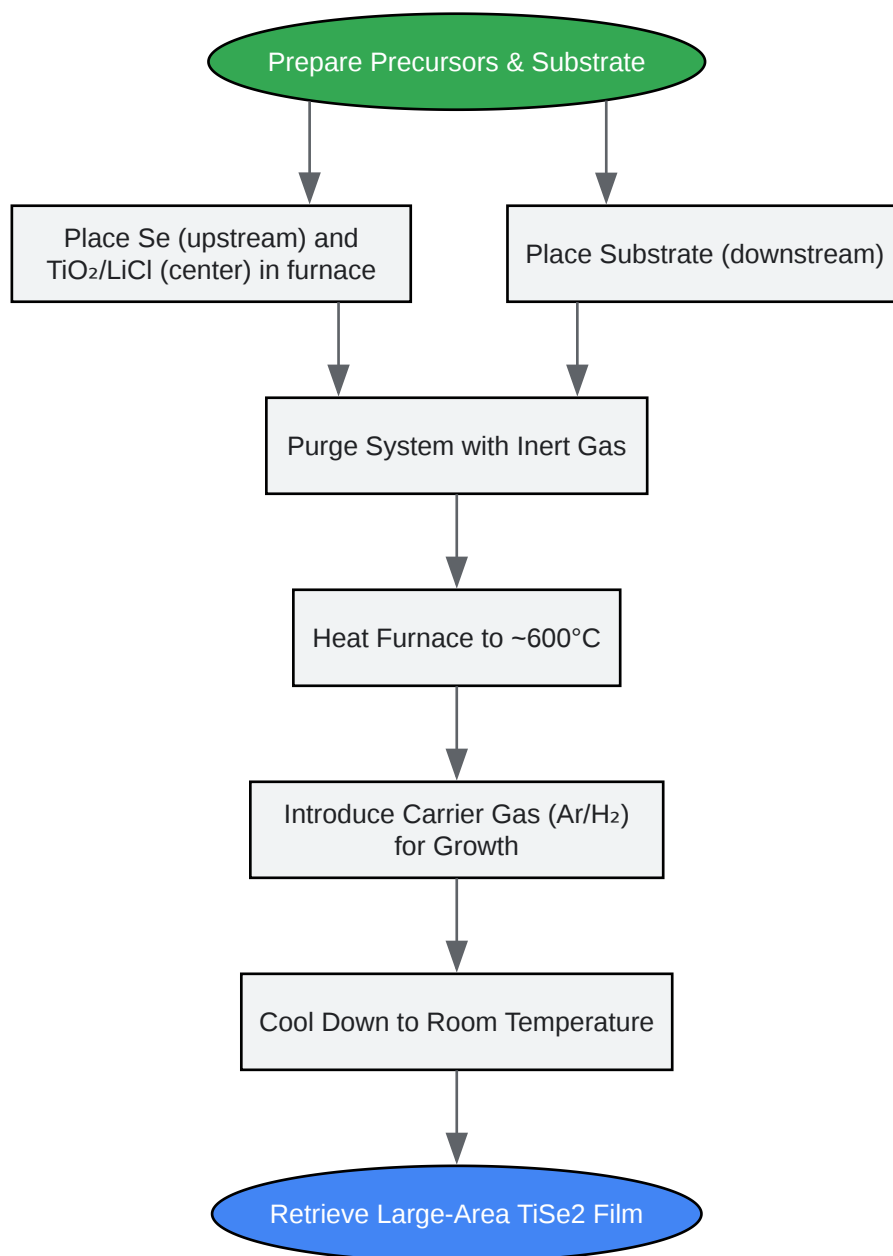 Prepare Precursors & Substrate
Place Se (upstream) and
TiO₂/LiCl (center) in furnace
Place Substrate (downstream)
Purge System with Inert Gas
Heat Furnace to ~600°C
Introduce Carrier Gas (Ar/H₂)
for Growth
Cool Down to Room Temperature
Retrieve Large-Area TiSe2 Film